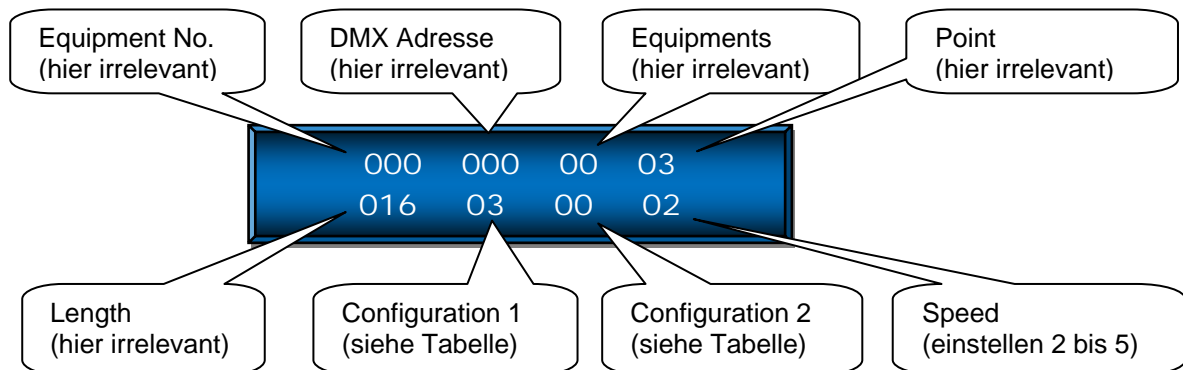 Equipment No.
(hier irrelevant)
DMX Adresse
(hier irrelevant)
Equipments
(hier irrelevant)
Point
(hier irrelevant)
000 000 00 03
016 03 00 02
Length
(hier irrelevant)
Configuration 1
(siehe Tabelle)
Configuration 2
(siehe Tabelle)
Speed
(einstellen 2 bis 5)